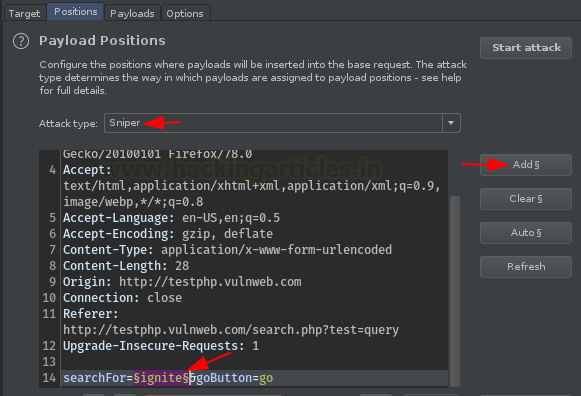 Target Positions Payloads Options
? Payload Positions
Start attack
Configure the positions where payloads will be inserted into the base request. The attack
type determines the way in which payloads are assigned to payload positions - see help
for full details.
Attack type: Sniper
www.hackingarticles.in
Gecko/20100101 Firefox/78.0
4 Accept:
text/html,application/xhtml+xml,application/xml;q=0.9,
image/webp,*/*;q=0.8
5 Accept-Language: en-US,en;q=0.5
6 Accept-Encoding: gzip, deflate
7 Content-Type: application/x-www-form-urlencoded
8 Content-Length: 28
9 Origin: http://testphp.vulnweb.com
10 Connection: close
11 Referer:
http://testphp.vulnweb.com/search.php?test=query
12 Upgrade-Insecure-Requests: 1
13
14 searchFor=§ignite§&goButton=go
Add §
Clear §
Auto §
Refresh